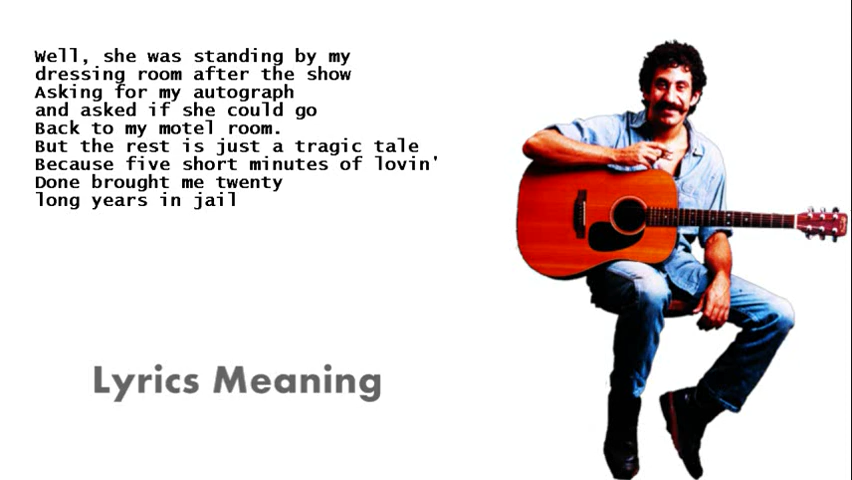 Well, she was standing by my
dressing room after the show
Asking for my autograph
and asked if she could go
Back to my motel room.
But the rest is just a tragic tale
Because five short minutes of lovin'
Done brought me twenty
long years in jail
Lyrics Meaning